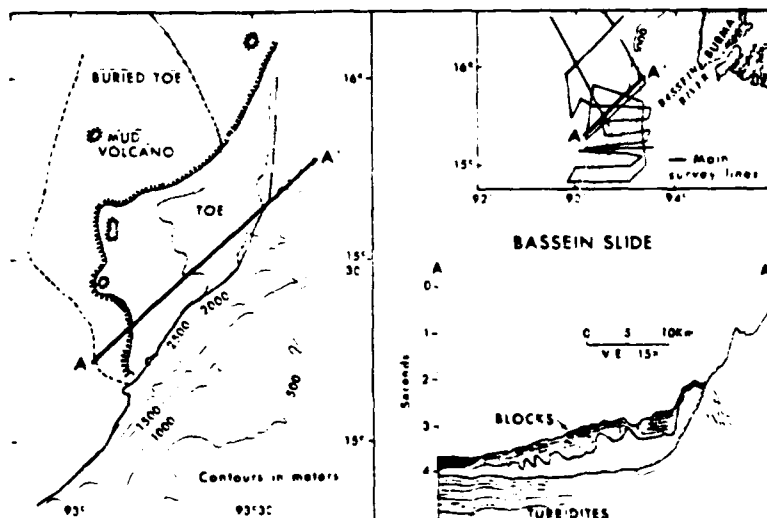 BURIED TOE
MUD
VOLCANO
TOE
A
A'
2500
2000
1500
1000
500
16°
15°
30
15°
93°
93°30
Contours in meters
16°
15°
92°
93°
94°
A
A
BASSEIN
RIVER
BURMA
Main
survey lines
BASSEIN SLIDE
A
A
0
1
2
3
4
Seconds
0 5 10Km
V.E. 15x
BLOCKS
TURBIDITES